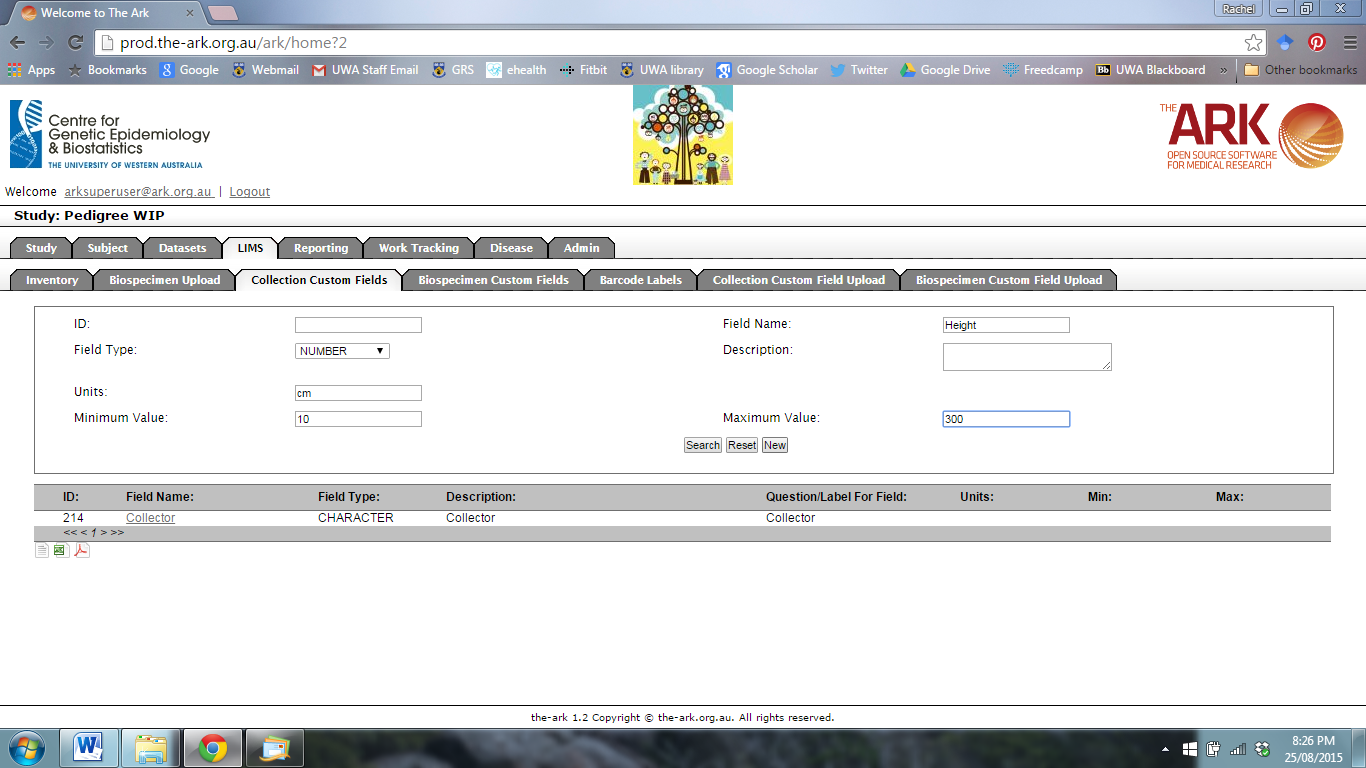 Welcome to The Ark
Rachel
prod.the-ark.org.au/ark/home?2
Apps Bookmarks Google Webmail UWA Staff Email GRS ehealth Fitbit UWA library Google Scholar Twitter Google Drive Freedcamp Bb UWA Blackboard » Other bookmarks
Centre for
Genetic Epidemiology
& Biostatistics
THE UNIVERSITY OF WESTERN AUSTRALIA
THE ARK
OPEN SOURCE SOFTWARE
FOR MEDICAL RESEARCH
Welcome arksuperuser@ark.org.au | Logout
Study: Pedigree WIP
Study Subject Datasets LIMS Reporting Work Tracking Disease Admin
Inventory Biospecimen Upload Collection Custom Fields Biospecimen Custom Fields Barcode Labels Collection Custom Field Upload Biospecimen Custom Field Upload
ID: Field Name: Height
Field Type: NUMBER Description:
Units: cm
Minimum Value: 10 Maximum Value: 300
Search Reset New
ID: Field Name: Field Type: Description: Question/Label For Field: Units: Min: Max:
214 Collector CHARACTER Collector Collector
<< < 1 > >>
the-ark 1.2 Copyright © the-ark.org.au. All rights reserved.
8:26 PM
25/08/2015